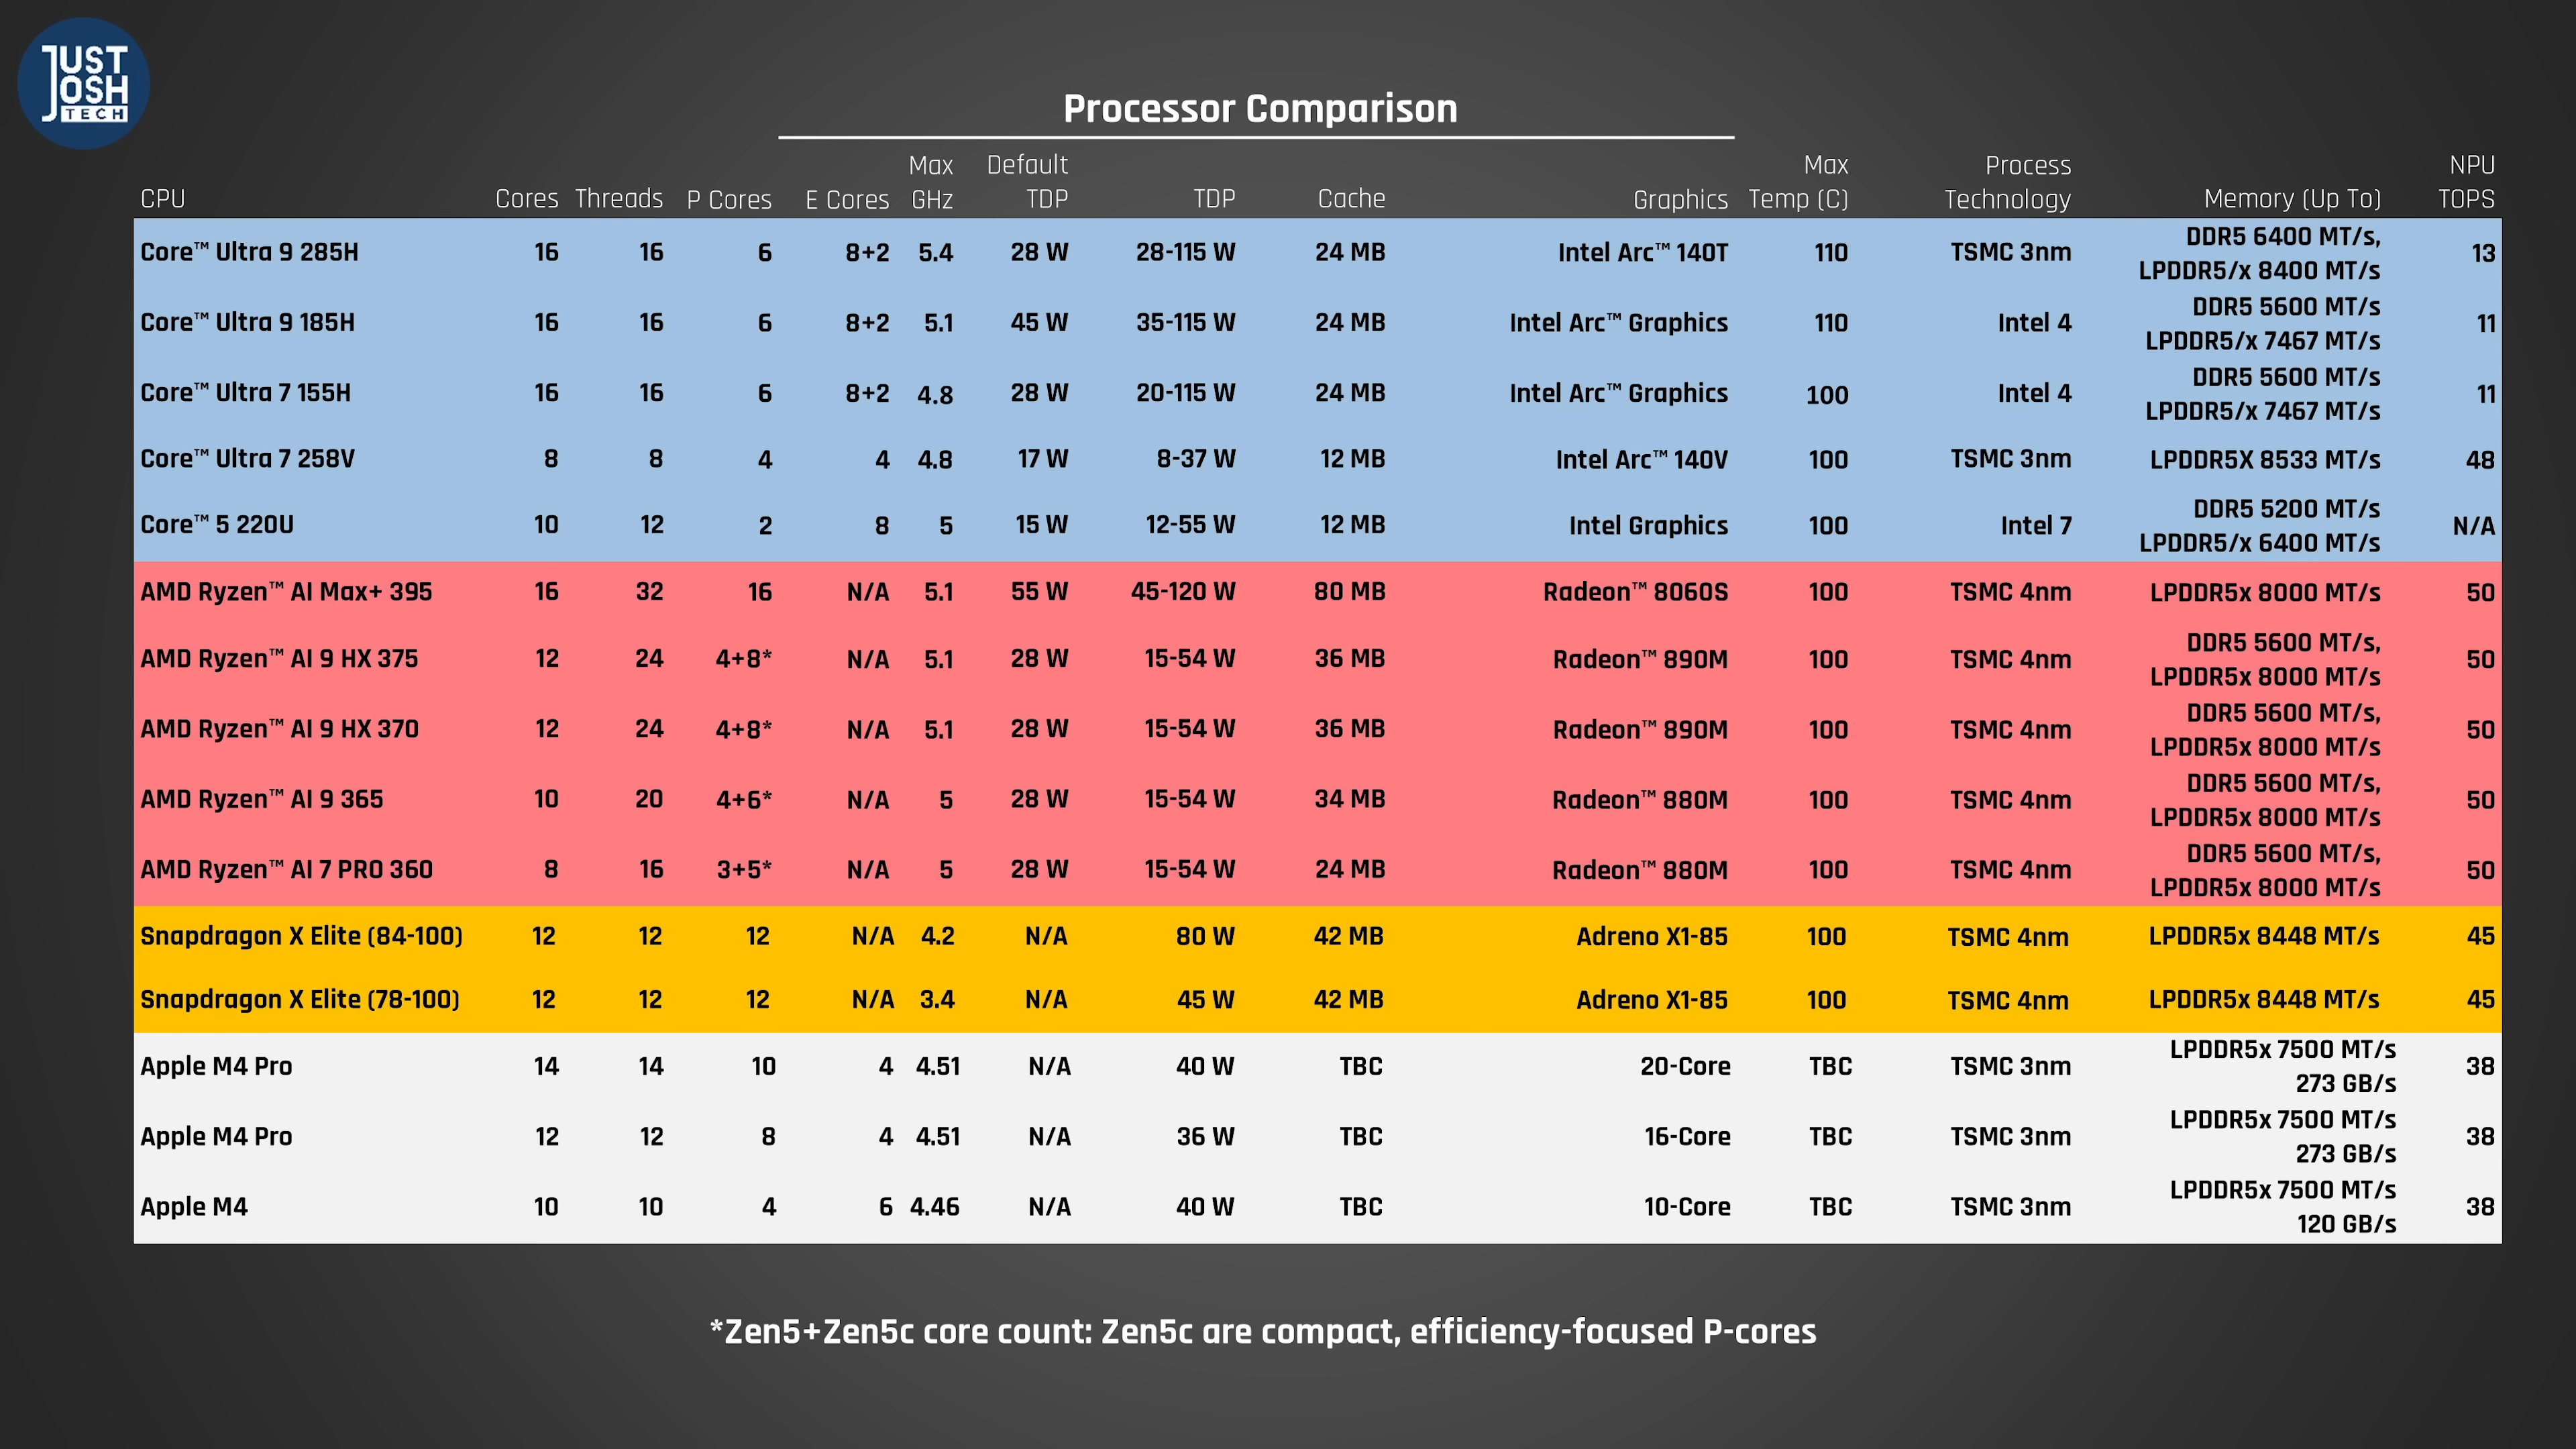 JUST
JOSH
TECH
Processor Comparison
CPU Cores Threads P Cores E Cores Max GHz Default TDP TDP Cache Graphics Max Temp (C) Process Technology Memory (Up To) NPU TOPS
Core™ Ultra 9 285H 16 16 6 8+2 5.4 28 W 28-115 W 24 MB Intel Arc™ 140T 110 TSMC 3nm DDR5 6400 MT/s, LPDDR5/x 8400 MT/s 13
Core™ Ultra 9 185H 16 16 6 8+2 5.1 45 W 35-115 W 24 MB Intel Arc™ Graphics 110 Intel 4 DDR5 5600 MT/s LPDDR5/x 7467 MT/s 11
Core™ Ultra 7 155H 16 16 6 8+2 4.8 28 W 20-115 W 24 MB Intel Arc™ Graphics 100 Intel 4 DDR5 5600 MT/s LPDDR5/x 7467 MT/s 11
Core™ Ultra 7 258V 8 8 4 4 4.8 17 W 8-37 W 12 MB Intel Arc™ 140V 100 TSMC 3nm LPDDR5X 8533 MT/s 48
Core™ 5 220U 10 12 2 8 5 15 W 12-55 W 12 MB Intel Graphics 100 Intel 7 DDR5 5200 MT/s LPDDR5/x 6400 MT/s N/A
AMD Ryzen™ AI Max+ 395 16 32 16 N/A 5.1 55 W 45-120 W 80 MB Radeon™ 8060S 100 TSMC 4nm LPDDR5x 8000 MT/s 50
AMD Ryzen™ AI 9 HX 375 12 24 4+8* N/A 5.1 28 W 15-54 W 36 MB Radeon™ 890M 100 TSMC 4nm DDR5 5600 MT/s, LPDDR5x 8000 MT/s 50
AMD Ryzen™ AI 9 HX 370 12 24 4+8* N/A 5.1 28 W 15-54 W 36 MB Radeon™ 890M 100 TSMC 4nm DDR5 5600 MT/s, LPDDR5x 8000 MT/s 50
AMD Ryzen™ AI 9 365 10 20 4+6* N/A 5 28 W 15-54 W 34 MB Radeon™ 880M 100 TSMC 4nm DDR5 5600 MT/s, LPDDR5x 8000 MT/s 50
AMD Ryzen™ AI 7 PRO 360 8 16 3+5* N/A 5 28 W 15-54 W 24 MB Radeon™ 880M 100 TSMC 4nm DDR5 5600 MT/s, LPDDR5x 8000 MT/s 50
Snapdragon X Elite (84-100) 12 12 12 N/A 4.2 N/A 80 W 42 MB Adreno X1-85 100 TSMC 4nm LPDDR5x 8448 MT/s 45
Snapdragon X Elite (78-100) 12 12 12 N/A 3.4 N/A 45 W 42 MB Adreno X1-85 100 TSMC 4nm LPDDR5x 8448 MT/s 45
Apple M4 Pro 14 14 10 4 4.51 N/A 40 W TBC 20-Core TBC TSMC 3nm LPDDR5x 7500 MT/s 273 GB/s 38
Apple M4 Pro 12 12 8 4 4.51 N/A 36 W TBC 16-Core TBC TSMC 3nm LPDDR5x 7500 MT/s 273 GB/s 38
Apple M4 10 10 4 6 4.46 N/A 40 W TBC 10-Core TBC TSMC 3nm LPDDR5x 7500 MT/s 120 GB/s 38
*Zen5+Zen5c core count: Zen5c are compact, efficiency-focused P-cores